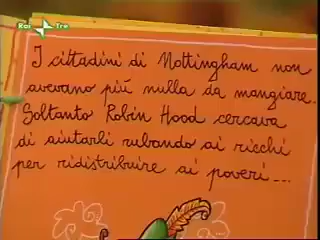 Rai Tre
I cittadini di Nottingham non
avevano più nulla da mangiare.
Soltanto Robin Hood cercava
di aiutarli rubando ai ricchi
per ridistribuire ai poveri...